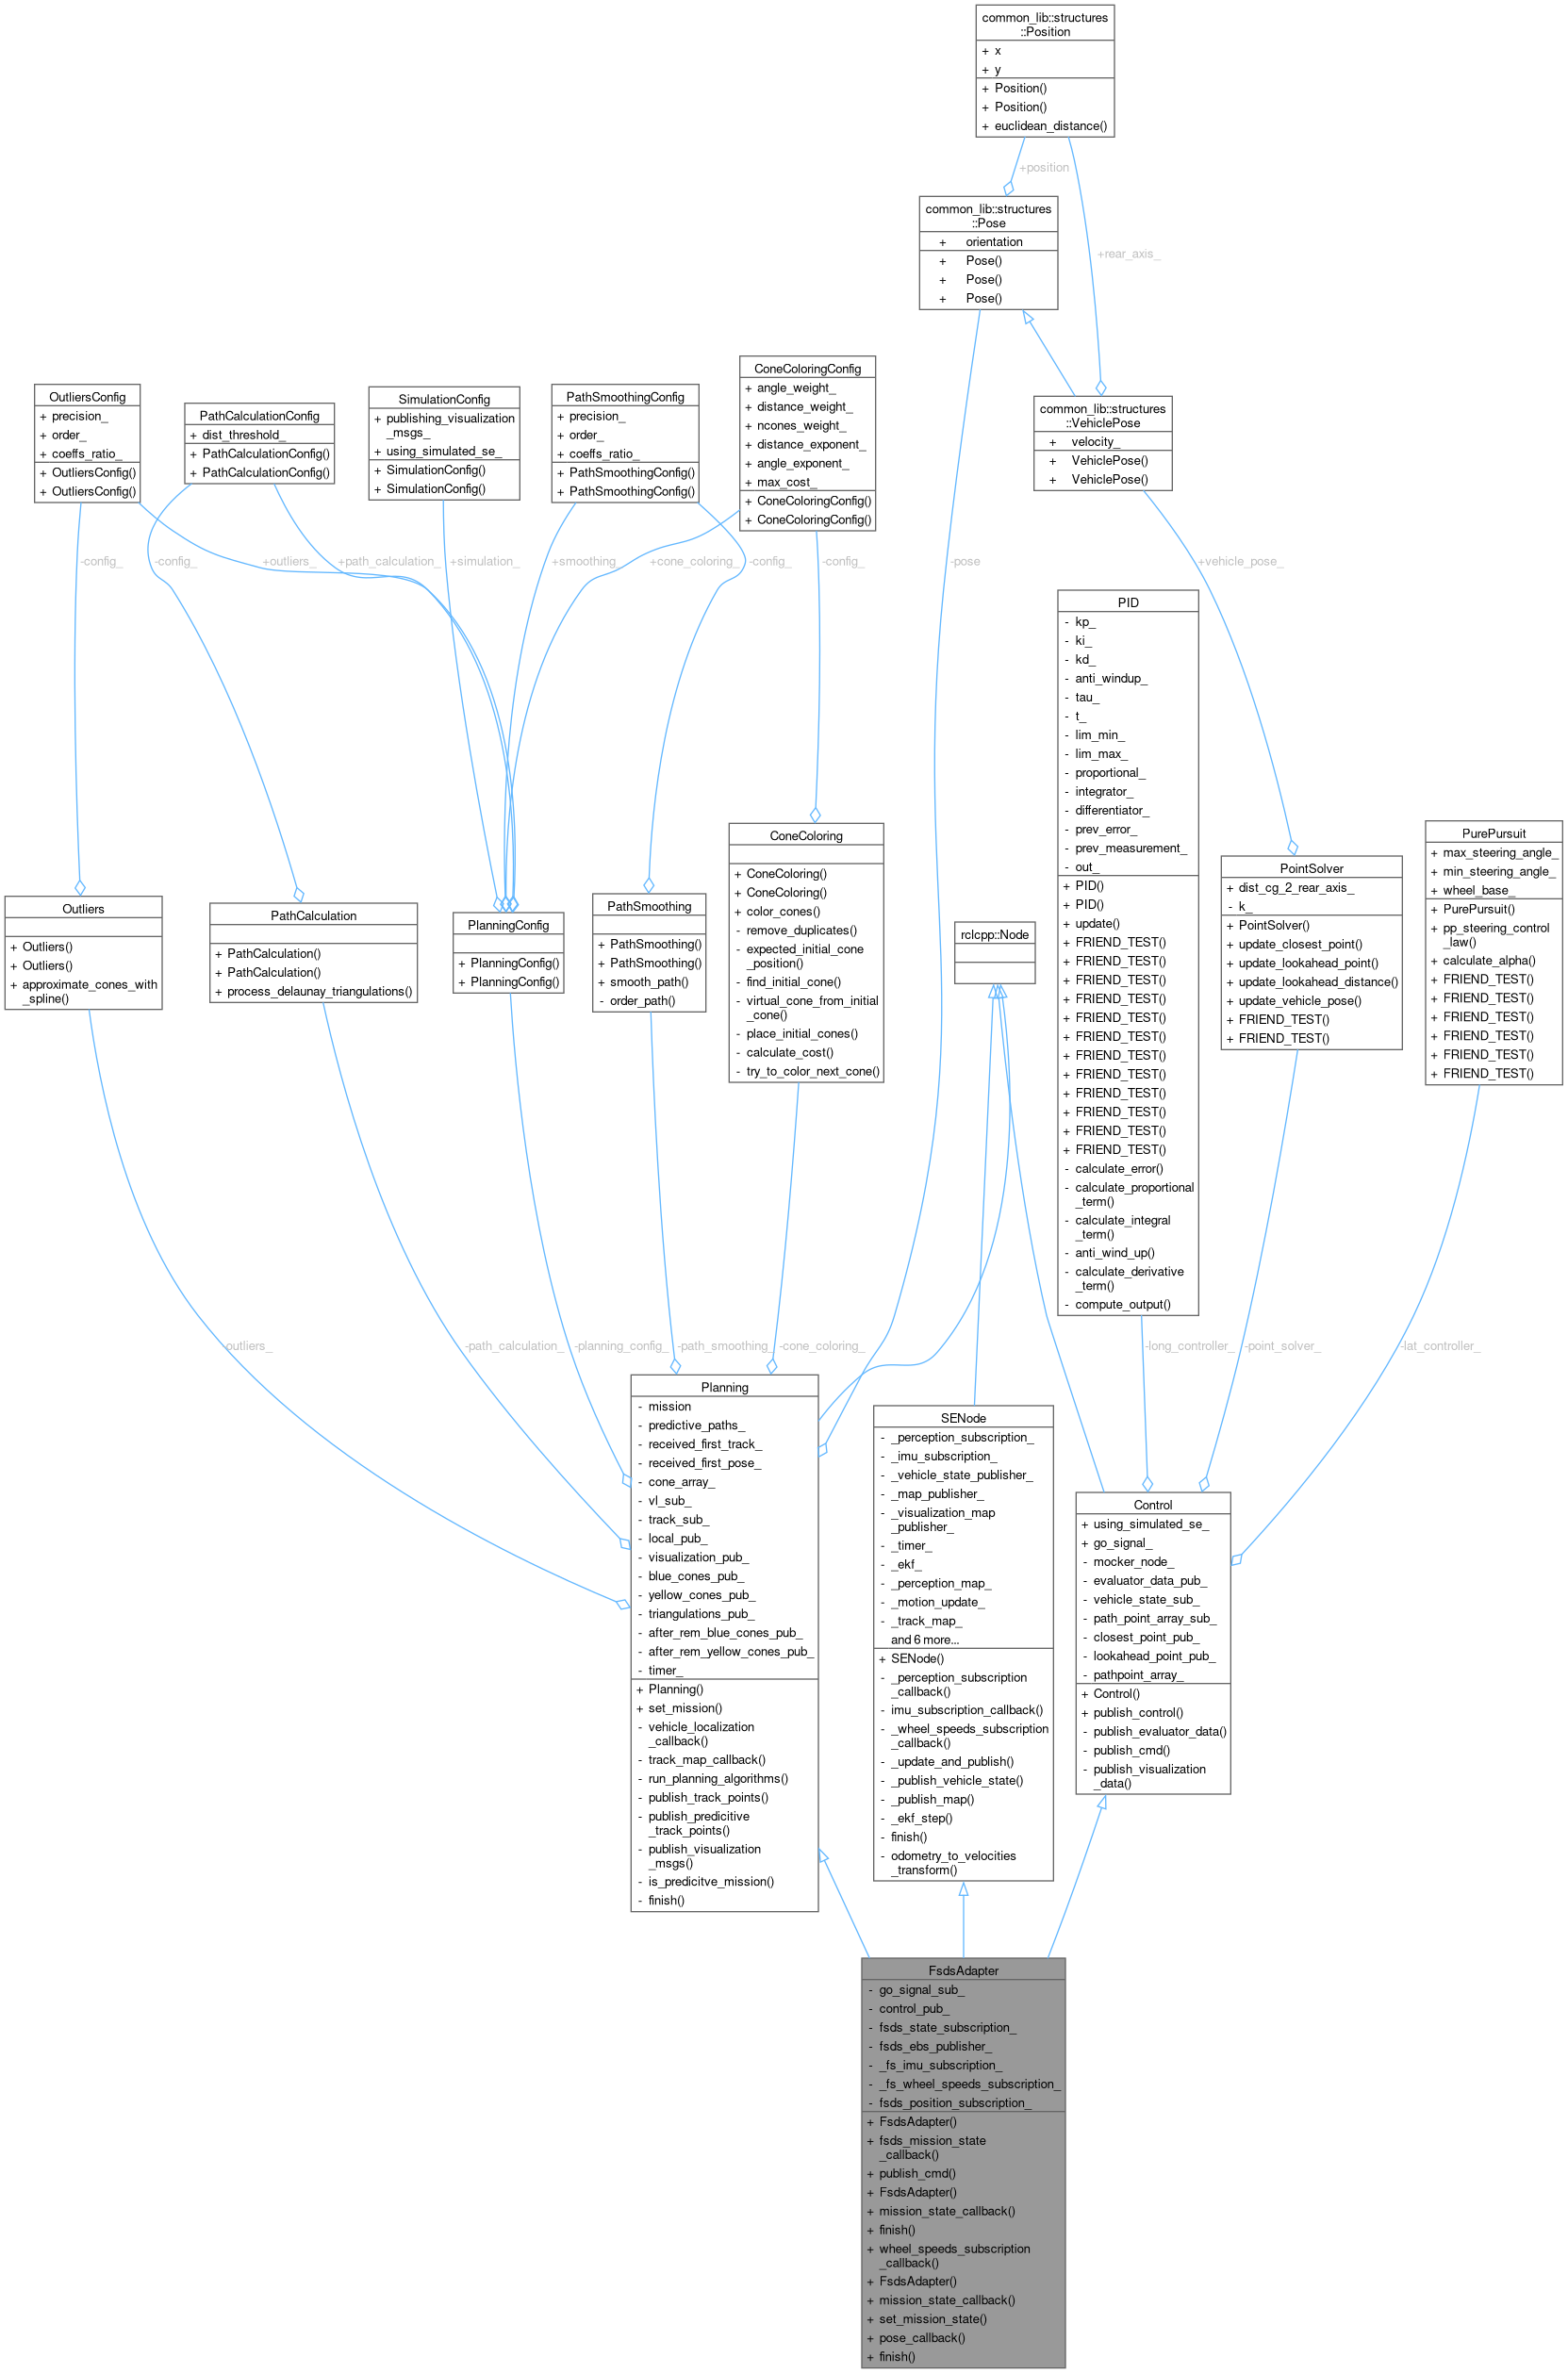 common_lib::structures
::Position
+ x
+ y
+ Position()
+ Position()
+ euclidean_distance()
+position
common_lib::structures
::Pose
+ orientation
+ Pose()
+ Pose()
+ Pose()
+rear_axis_
common_lib::structures
::VehiclePose
+ velocity_
+ VehiclePose()
+ VehiclePose()
OutliersConfig
+ precision_
+ order_
+ coeffs_ratio_
+ OutliersConfig()
+ OutliersConfig()
PathCalculationConfig
+ dist_threshold_
+ PathCalculationConfig()
+ PathCalculationConfig()
SimulationConfig
+ publishing_visualization
_msgs_
+ using_simulated_se_
+ SimulationConfig()
+ SimulationConfig()
PathSmoothingConfig
+ precision_
+ order_
+ coeffs_ratio_
+ PathSmoothingConfig()
+ PathSmoothingConfig()
ConeColoringConfig
+ angle_weight_
+ distance_weight_
+ ncones_weight_
+ distance_exponent_
+ angle_exponent_
+ max_cost_
+ ConeColoringConfig()
+ ConeColoringConfig()
-config_
-config_
+outliers_
+path_calculation_
+simulation_
+smoothing_
+cone_coloring_
-config_
-config_
-pose
+vehicle_pose_
PID
- kp_
- ki_
- kd_
- anti_windup_
- tau_
- t_
- lim_min_
- lim_max_
- proportional_
- integrator_
- differentiator_
- prev_error_
- prev_measurement_
- out_
+ PID()
+ PID()
+ update()
+ FRIEND_TEST()
+ FRIEND_TEST()
+ FRIEND_TEST()
+ FRIEND_TEST()
+ FRIEND_TEST()
+ FRIEND_TEST()
+ FRIEND_TEST()
+ FRIEND_TEST()
+ FRIEND_TEST()
+ FRIEND_TEST()
+ FRIEND_TEST()
+ FRIEND_TEST()
- calculate_error()
- calculate_proportional
_term()
- calculate_integral
_term()
- anti_wind_up()
- calculate_derivative
_term()
- compute_output()
Outliers
+ Outliers()
+ Outliers()
+ approximate_cones_with
_spline()
PathCalculation
+ PathCalculation()
+ PathCalculation()
+ process_delaunay_triangulations()
PlanningConfig
+ PlanningConfig()
+ PlanningConfig()
PathSmoothing
+ PathSmoothing()
+ PathSmoothing()
+ smooth_path()
- order_path()
ConeColoring
+ ConeColoring()
+ ConeColoring()
+ color_cones()
- remove_duplicates()
- expected_initial_cone
_position()
- find_initial_cone()
- virtual_cone_from_initial
_cone()
- place_initial_cones()
- calculate_cost()
- try_to_color_next_cone()
rclcpp::Node
PointSolver
+ dist_cg_2_rear_axis_
- k_
+ PointSolver()
+ update_closest_point()
+ update_lookahead_point()
+ update_lookahead_distance()
+ update_vehicle_pose()
+ FRIEND_TEST()
+ FRIEND_TEST()
PurePursuit
+ max_steering_angle_
+ min_steering_angle_
+ wheel_base_
+ PurePursuit()
+ pp_steering_control
_law()
+ calculate_alpha()
+ FRIEND_TEST()
+ FRIEND_TEST()
+ FRIEND_TEST()
+ FRIEND_TEST()
+ FRIEND_TEST()
+ FRIEND_TEST()
-outliers_
-path_calculation_
-planning_config_
-path_smoothing_
-cone_coloring_
-long_controller_
-point_solver_
-lat_controller_
Planning
- mission
- predictive_paths_
- received_first_track_
- received_first_pose_
- cone_array_
- vl_sub_
- track_sub_
- local_pub_
- visualization_pub_
- blue_cones_pub_
- yellow_cones_pub_
- triangulations_pub_
- after_rem_blue_cones_pub_
- after_rem_yellow_cones_pub_
- timer_
+ Planning()
+ set_mission()
- vehicle_localization
_callback()
- track_map_callback()
- run_planning_algorithms()
- publish_track_points()
- publish_predicitive
_track_points()
- publish_visualization
_msgs()
- is_predicitve_mission()
- finish()
SENode
- _perception_subscription_
- _imu_subscription_
- _vehicle_state_publisher_
- _map_publisher_
- _visualization_map
_publisher_
- _timer_
- _ekf_
- _perception_map_
- _motion_update_
- _track_map_
and 6 more...
+ SENode()
- _perception_subscription
_callback()
- imu_subscription_callback()
- _wheel_speeds_subscription
_callback()
- _update_and_publish()
- _publish_vehicle_state()
- _publish_map()
- _ekf_step()
- finish()
- odometry_to_velocities
_transform()
Control
+ using_simulated_se_
+ go_signal_
- mocker_node_
- evaluator_data_pub_
- vehicle_state_sub_
- path_point_array_sub_
- closest_point_pub_
- lookahead_point_pub_
- pathpoint_array_
+ Control()
+ publish_control()
- publish_evaluator_data()
- publish_cmd()
- publish_visualization
_data()
FsdsAdapter
- go_signal_sub_
- control_pub_
- fsds_state_subscription_
- fsds_ebs_publisher_
- _fs_imu_subscription_
- _fs_wheel_speeds_subscription_
- fsds_position_subscription_
+ FsdsAdapter()
+ fsds_mission_state
_callback()
+ publish_cmd()
+ FsdsAdapter()
+ mission_state_callback()
+ finish()
+ wheel_speeds_subscription
_callback()
+ FsdsAdapter()
+ mission_state_callback()
+ set_mission_state()
+ pose_callback()
+ finish()